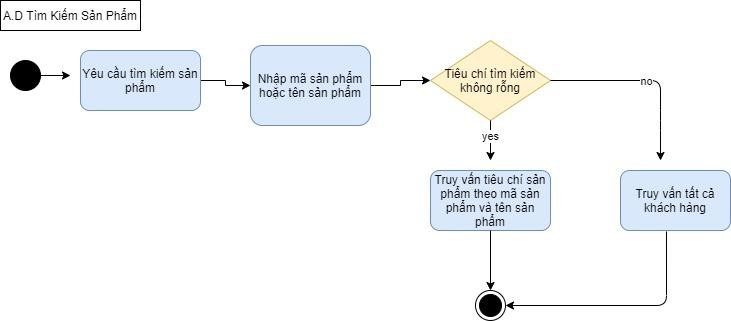 A.D Tìm Kiếm Sản Phẩm
Yêu cầu tìm kiếm sản
phẩm
Nhập mã sản phẩm
hoặc tên sản phẩm
Tiêu chí tìm kiếm
không rỗng
no
yes
Truy vấn tiêu chí sản
phẩm theo mã sản
phẩm và tên sản
phẩm
Truy vấn tất cả
khách hàng